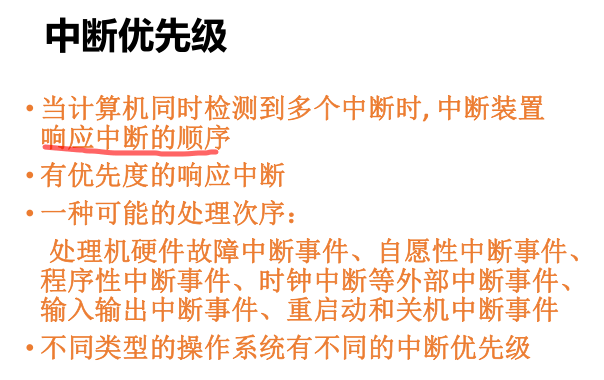 中断优先级
• 当计算机同时检测到多个中断时, 中断装置
响应中断的顺序
• 有优先度的响应中断
• 一种可能的处理次序：
处理机硬件故障中断事件、自愿性中断事件、
程序性中断事件、时钟中断等外部中断事件、
输入输出中断事件、重启动和关机中断事件
• 不同类型的操作系统有不同的中断优先级